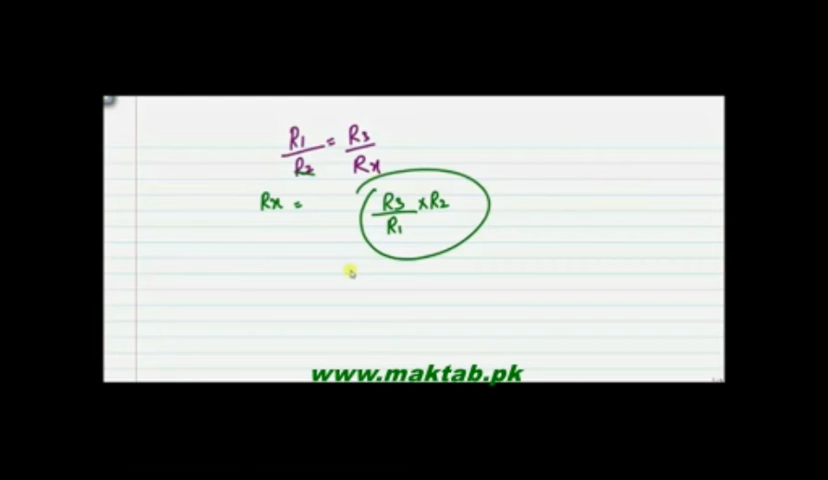 R1/R2 = R3/Rx
Rx = R3/R1 x R2
www.maktab.pk